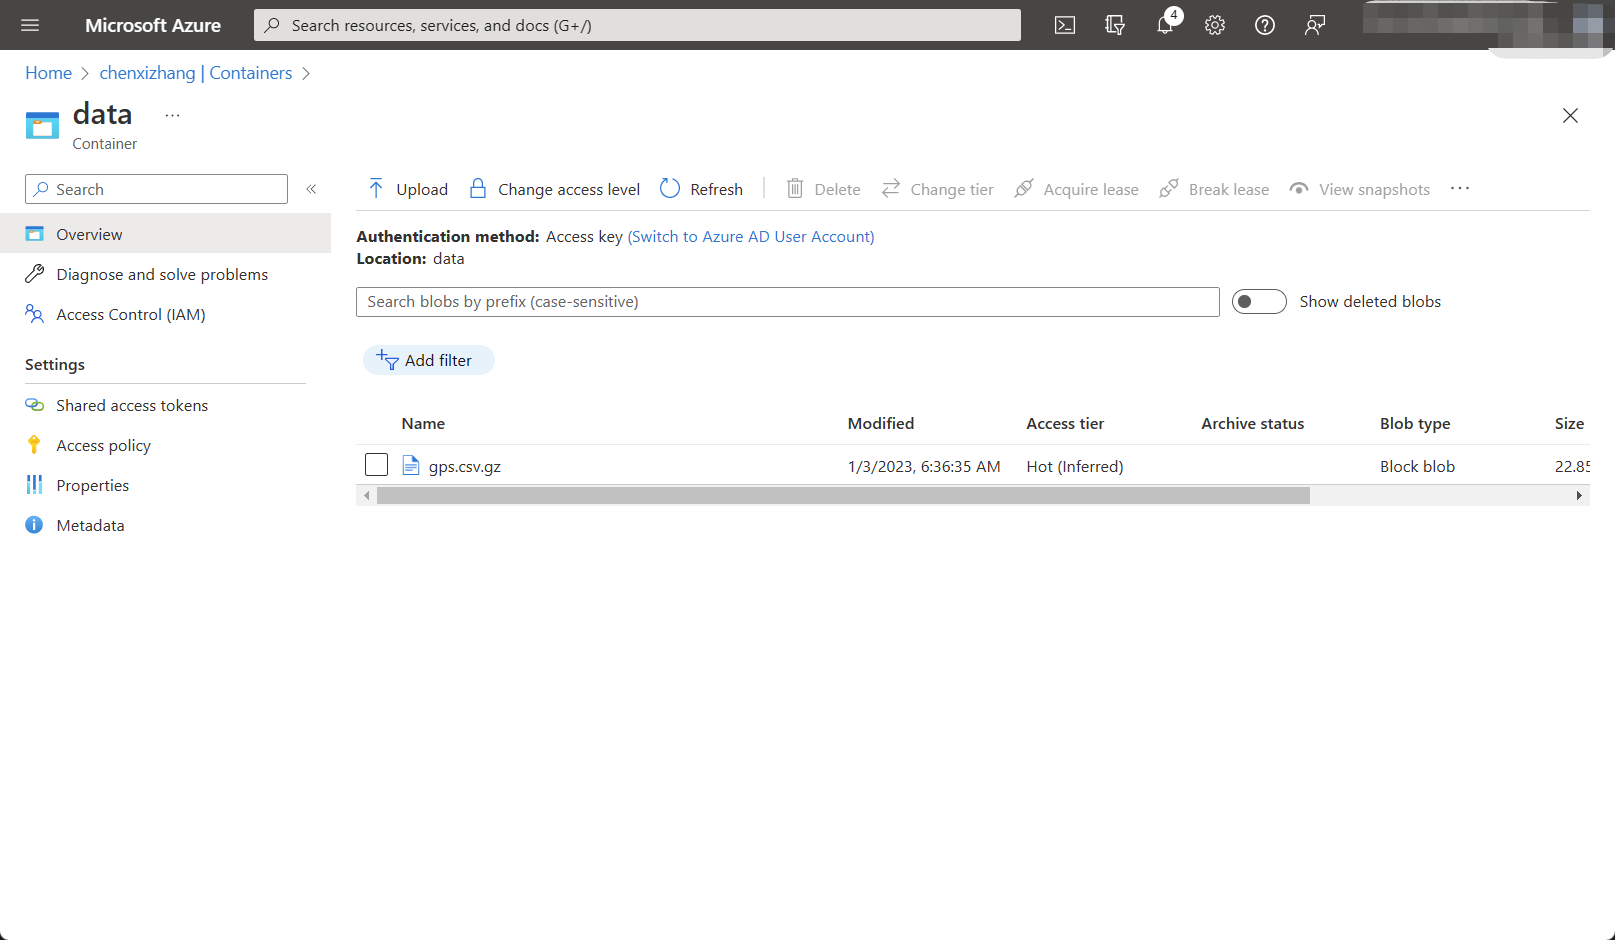 Microsoft Azure
Search resources, services, and docs (G+/)
4
Home > chenxizhang | Containers >
data
...
Container
Search
«
Upload
Change access level
Refresh
Delete
Change tier
Acquire lease
Break lease
View snapshots
...
Overview
Diagnose and solve problems
Access Control (IAM)
Settings
Shared access tokens
Access policy
Properties
Metadata
Authentication method: Access key (Switch to Azure AD User Account)
Location: data
Search blobs by prefix (case-sensitive)
Show deleted blobs
Add filter
Name Modified Access tier Archive status Blob type Size
gps.csv.gz 1/3/2023, 6:36:35 AM Hot (Inferred) Block blob 22.85